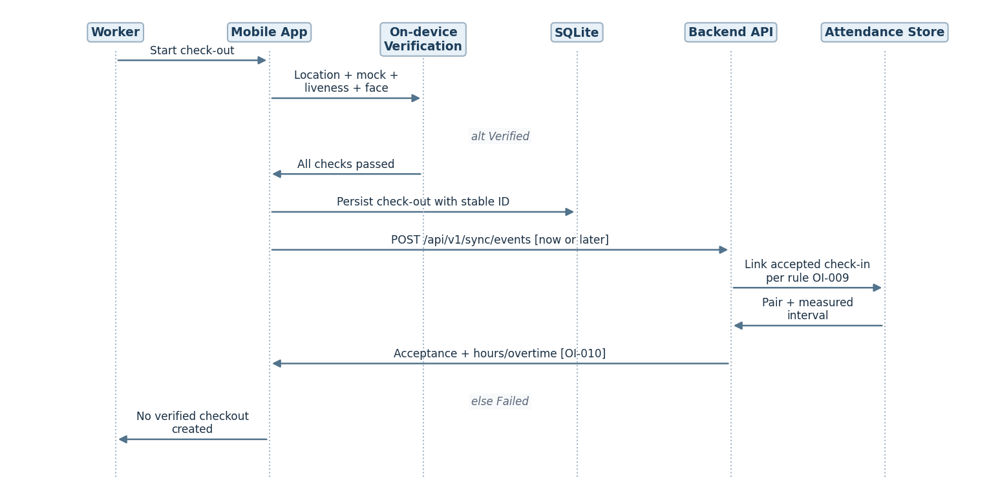 Worker
Mobile App
On-device
Verification
SQLite
Backend API
Attendance Store
Start check-out
Location + mock +
liveness + face
alt Verified
All checks passed
Persist check-out with stable ID
POST /api/v1/sync/events [now or later]
Link accepted check-in
per rule OI-009
Pair + measured
interval
Acceptance + hours/overtime [OI-010]
else Failed
No verified checkout
created